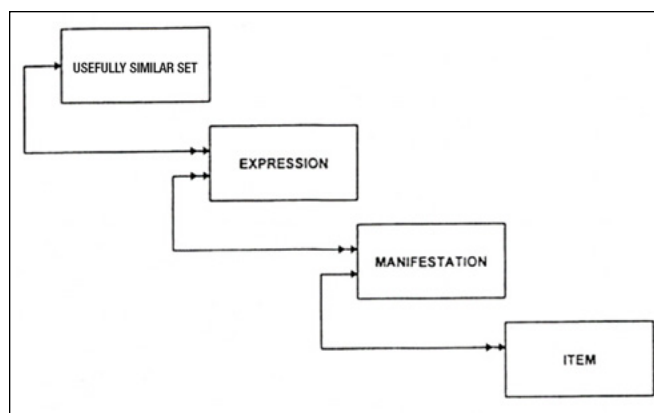 USEFULLY SIMILAR SET
EXPRESSION
MANIFESTATION
ITEM